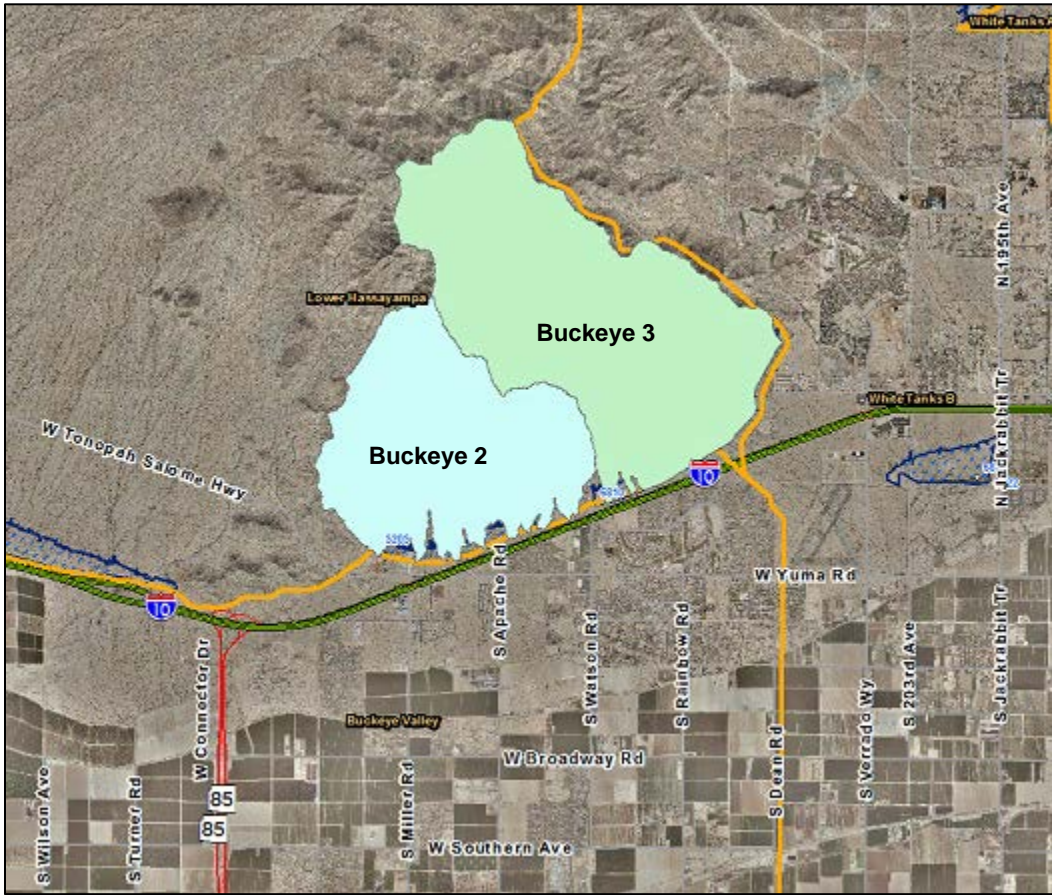 White Tanks
N 195th Ave
Lower Hassayampa
Buckeye 3
White Tanks B
N Jackrabbit Tr
Buckeye 2
W Tonopah Salome Hwy
10
10
S Apache Rd
W Yuma Rd
S Watson Rd
S Rainbow Rd
S 203rd Ave
S Jackrabbit Tr
W Connector Dr
Buckeye Valley
S Verrado Wy
W Broadway Rd
S Dean Rd
S Wilson Ave
S Turner Rd
S Miller Rd
85
85
W Southern Ave